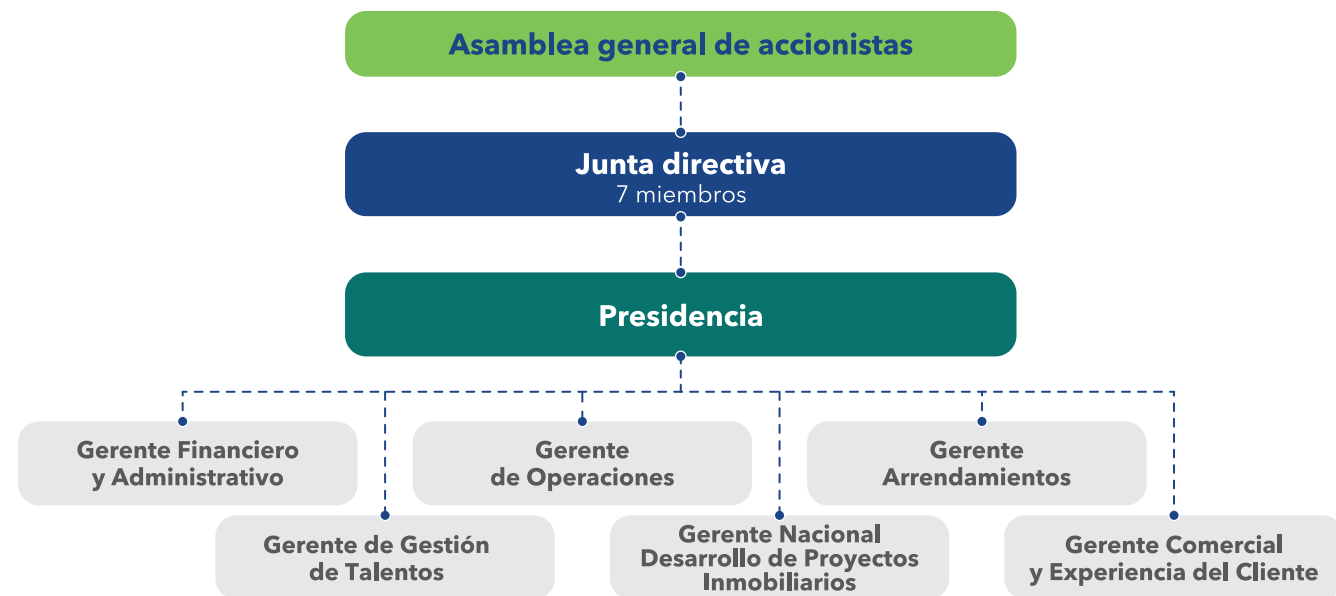 Asamblea general de accionistas
Junta directiva
7 miembros
Presidencia
Gerente Financiero
y Administrativo
Gerente
de Operaciones
Gerente
Arrendamientos
Gerente de Gestión
de Talentos
Gerente Nacional
Desarrollo de Proyectos
Inmobiliarios
Gerente Comercial
y Experiencia del Cliente